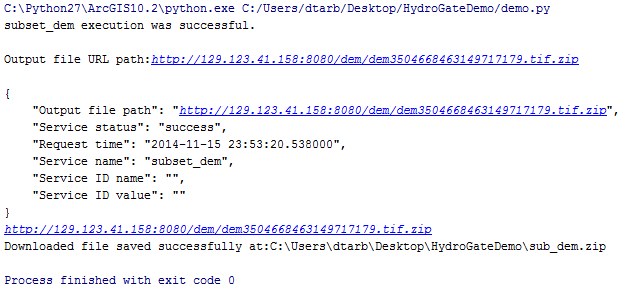 C:\Python27\ArcGIS10.2\python.exe C:/Users/dtarb/Desktop/HydroGateDemo/demo.py
subset_dem execution was successful.
Output file URL path:http://129.123.41.158:8080/dem/dem3504668463149717179.tif.zip
{
    "Output file path": "http://129.123.41.158:8080/dem/dem3504668463149717179.tif.zip",
    "Service status": "success",
    "Request time": "2014-11-15 23:53:20.538000",
    "Service name": "subset_dem",
    "Service ID name": "",
    "Service ID value": ""
}
http://129.123.41.158:8080/dem/dem3504668463149717179.tif.zip
Downloaded file saved successfully at:C:\Users\dtarb\Desktop\HydroGateDemo\sub_dem.zip
Process finished with exit code 0